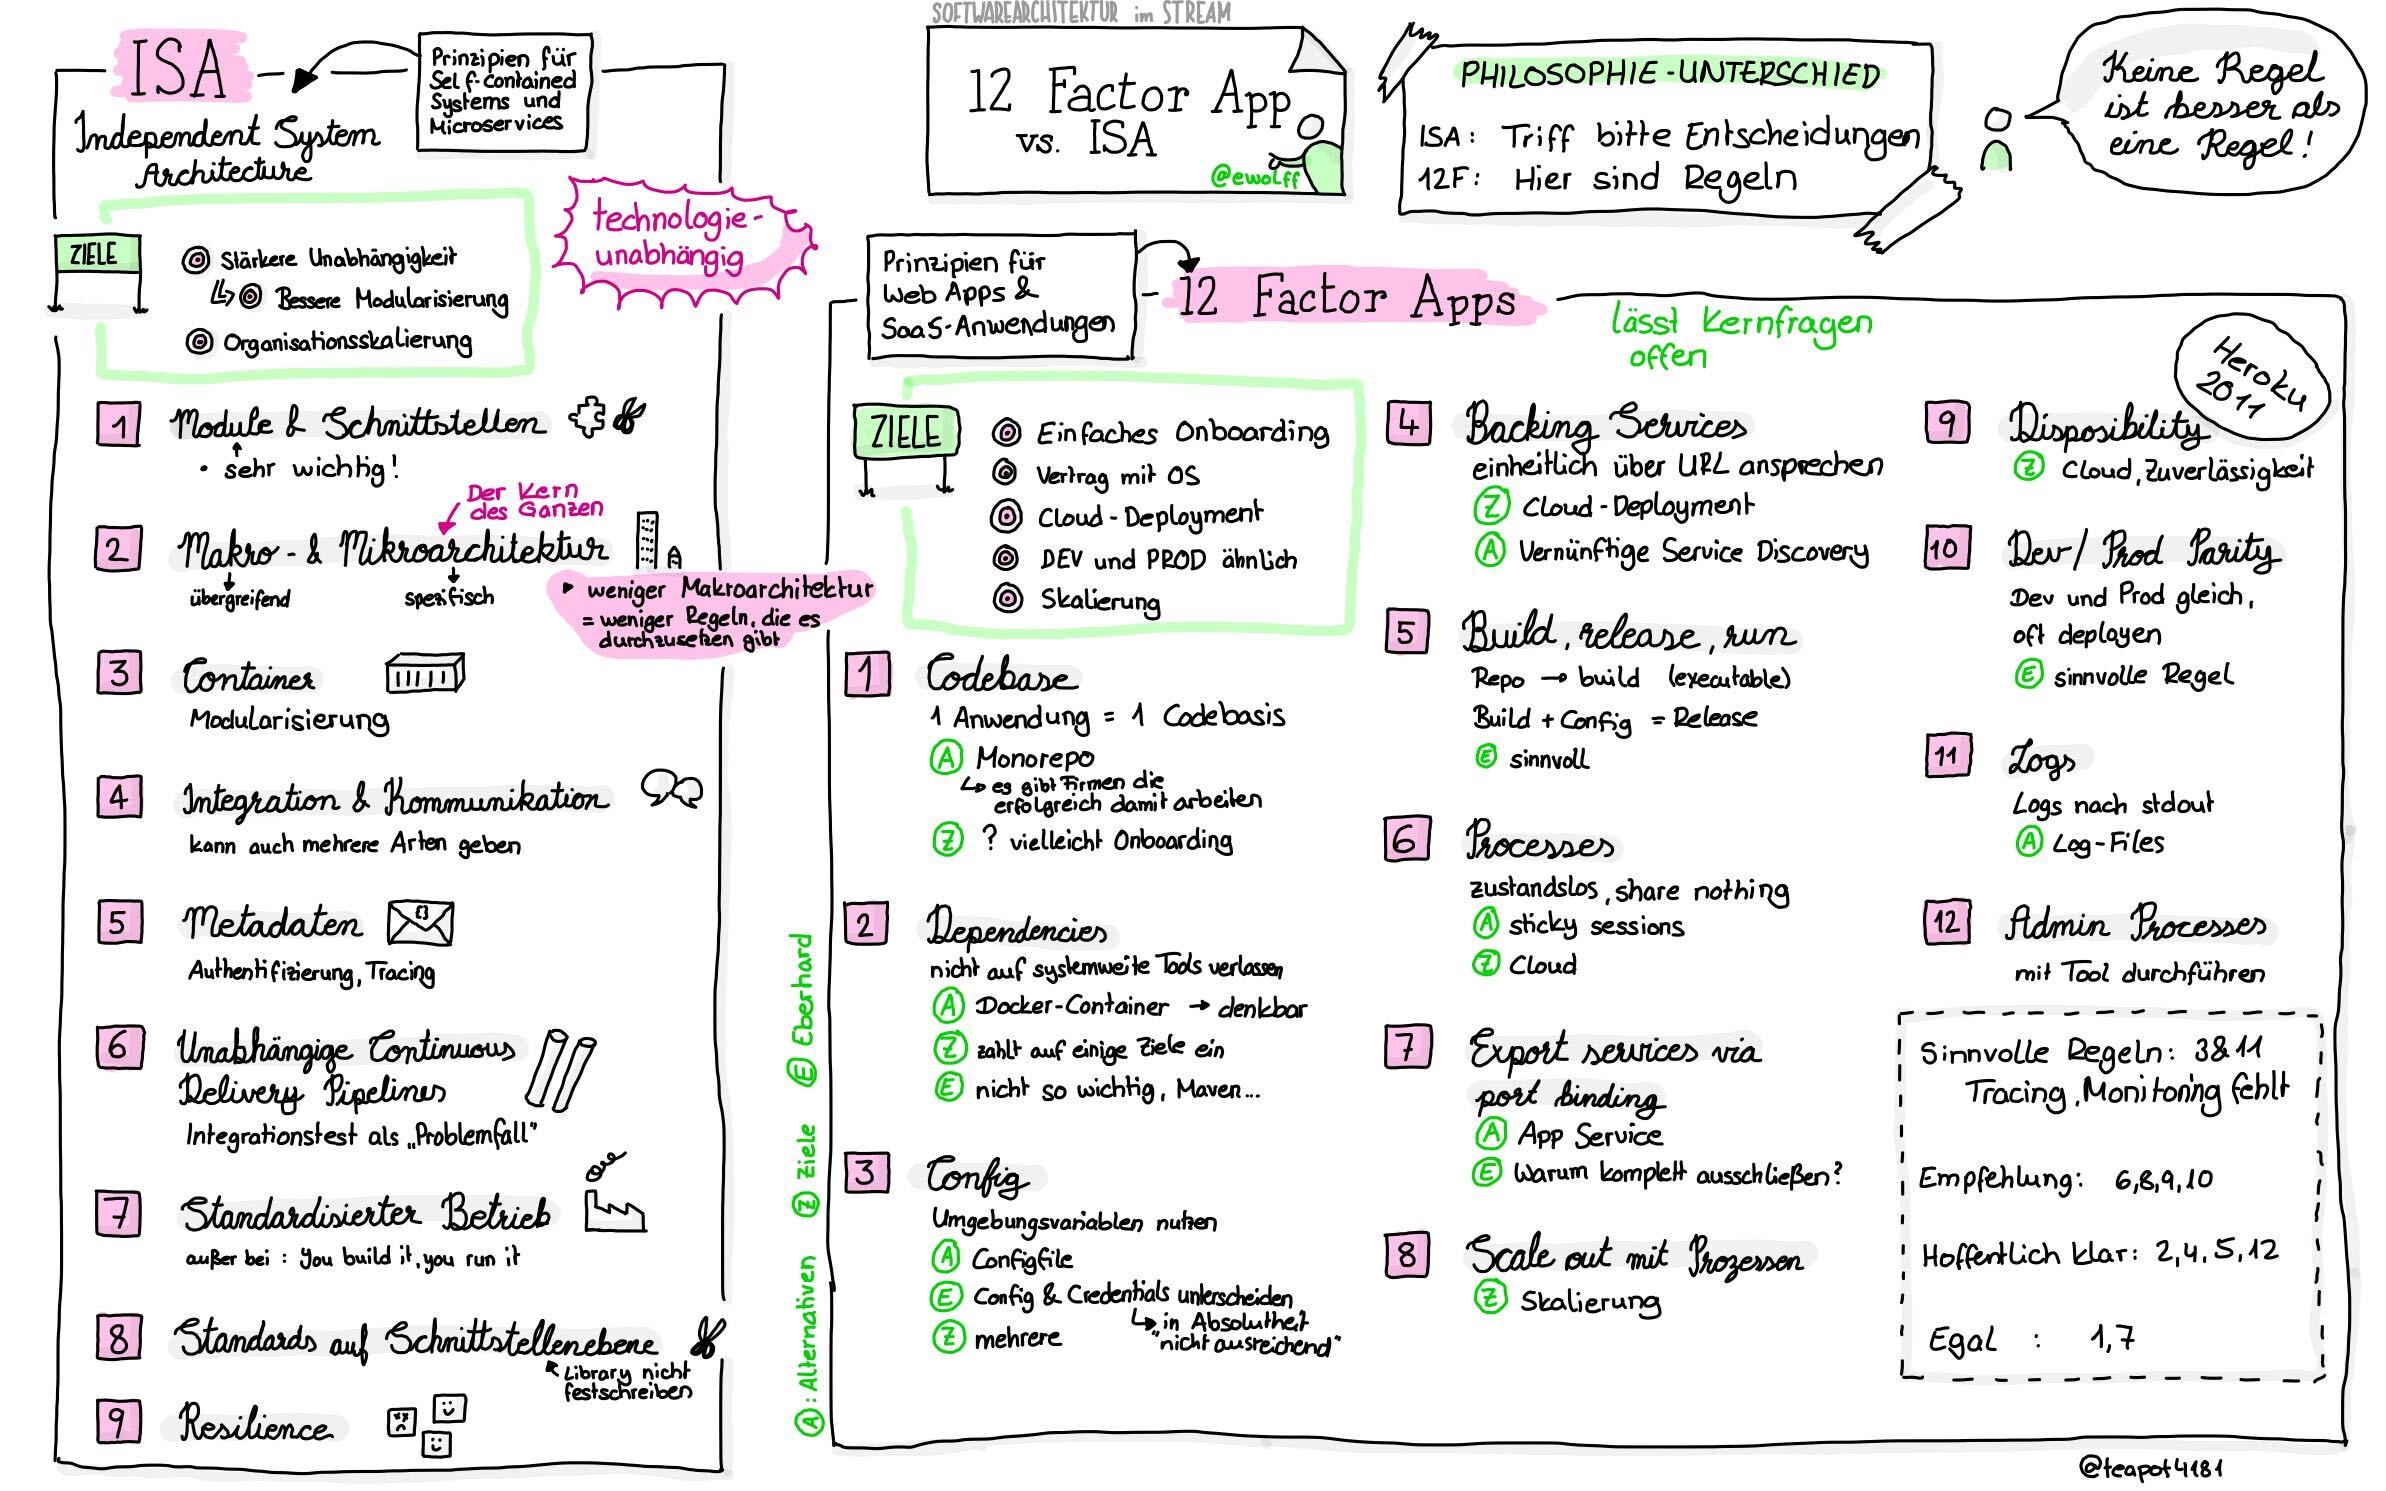 SOFTWAREARCHITEKTUR im STREAM
12 Factor App
vs. ISA
@ewolff
PHILOSOPHIE-UNTERSCHIED
ISA: Triff bitte Entscheidungen
12F: Hier sind Regeln
Keine Regel
ist besser als
eine Regel!
ISA
Independent System
Architecture
Prinzipien für
Self-Contained
Systems und
Microservices
technologie-
unabhängig
ZIELE
Stärkere Unabhängigkeit
Bessere Modularisierung
Organisationsskalierung
1 Module & Schnittstellen
• sehr wichtig!
Der Kern
des Ganzen
2 Makro- & Mikroarchitektur
übergreifend
spezifisch
weniger Makroarchitektur
= weniger Regeln, die es
durchzusetzen gibt
3 Container
Modularisierung
4 Integration & Kommunikation
kann auch mehrere Arten geben
5 Metadaten
Authentifizierung, Tracing
6 Unabhängige Continuous
Delivery Pipelines
Integrationstest als „Problemfall"
7 Standardisierter Betrieb
außer bei: you build it, you run it
8 Standards auf Schnittstellenebene
Library nicht
festschreiben
9 Resilience
Prinzipien für
Web Apps &
SaaS-Anwendungen
12 Factor Apps
lässt Kernfragen
offen
Heroku
2011
ZIELE
Einfaches Onboarding
Vertrag mit OS
Cloud-Deployment
DEV und PROD ähnlich
Skalierung
A: Alternativen Z Ziele E Eberhard
1 Codebase
1 Anwendung = 1 Codebasis
A Monorepo
↳ es gibt Firmen die
erfolgreich damit arbeiten
Z ? vielleicht Onboarding
2 Dependencies
nicht auf systemweite Tools verlassen
A Docker-Container → denkbar
Z zahlt auf einige Ziele ein
E nicht so wichtig, Maven...
3 Config
Umgebungsvariablen nutzen
A Configfile
E Config & Credentials unterscheiden
↳ in Absolutheit
"nicht ausreichend"
Z mehrere
4 Backing Services
einheitlich über URL ansprechen
Z Cloud-Deployment
A Vernünftige Service Discovery
5 Build, release, run
Repo → build (executable)
Build + Config = Release
E sinnvoll
6 Processes
zustandslos, share nothing
A sticky sessions
Z Cloud
7 Export services via
port binding
A App Service
E Warum komplett ausschließen?
8 Scale out mit Prozessen
Z Skalierung
9 Disposibility
Z Cloud, Zuverlässigkeit
10 Dev/Prod Parity
Dev und Prod gleich,
oft deployen
E sinnvolle Regel
11 Logs
Logs nach stdout
A Log-Files
12 Admin Processes
mit Tool durchführen
Sinnvolle Regeln: 3&11
Tracing, Monitoring fehlt
Empfehlung: 6,8,9,10
Hoffentlich klar: 2,4,5,12
Egal : 1,7
@teapot4181